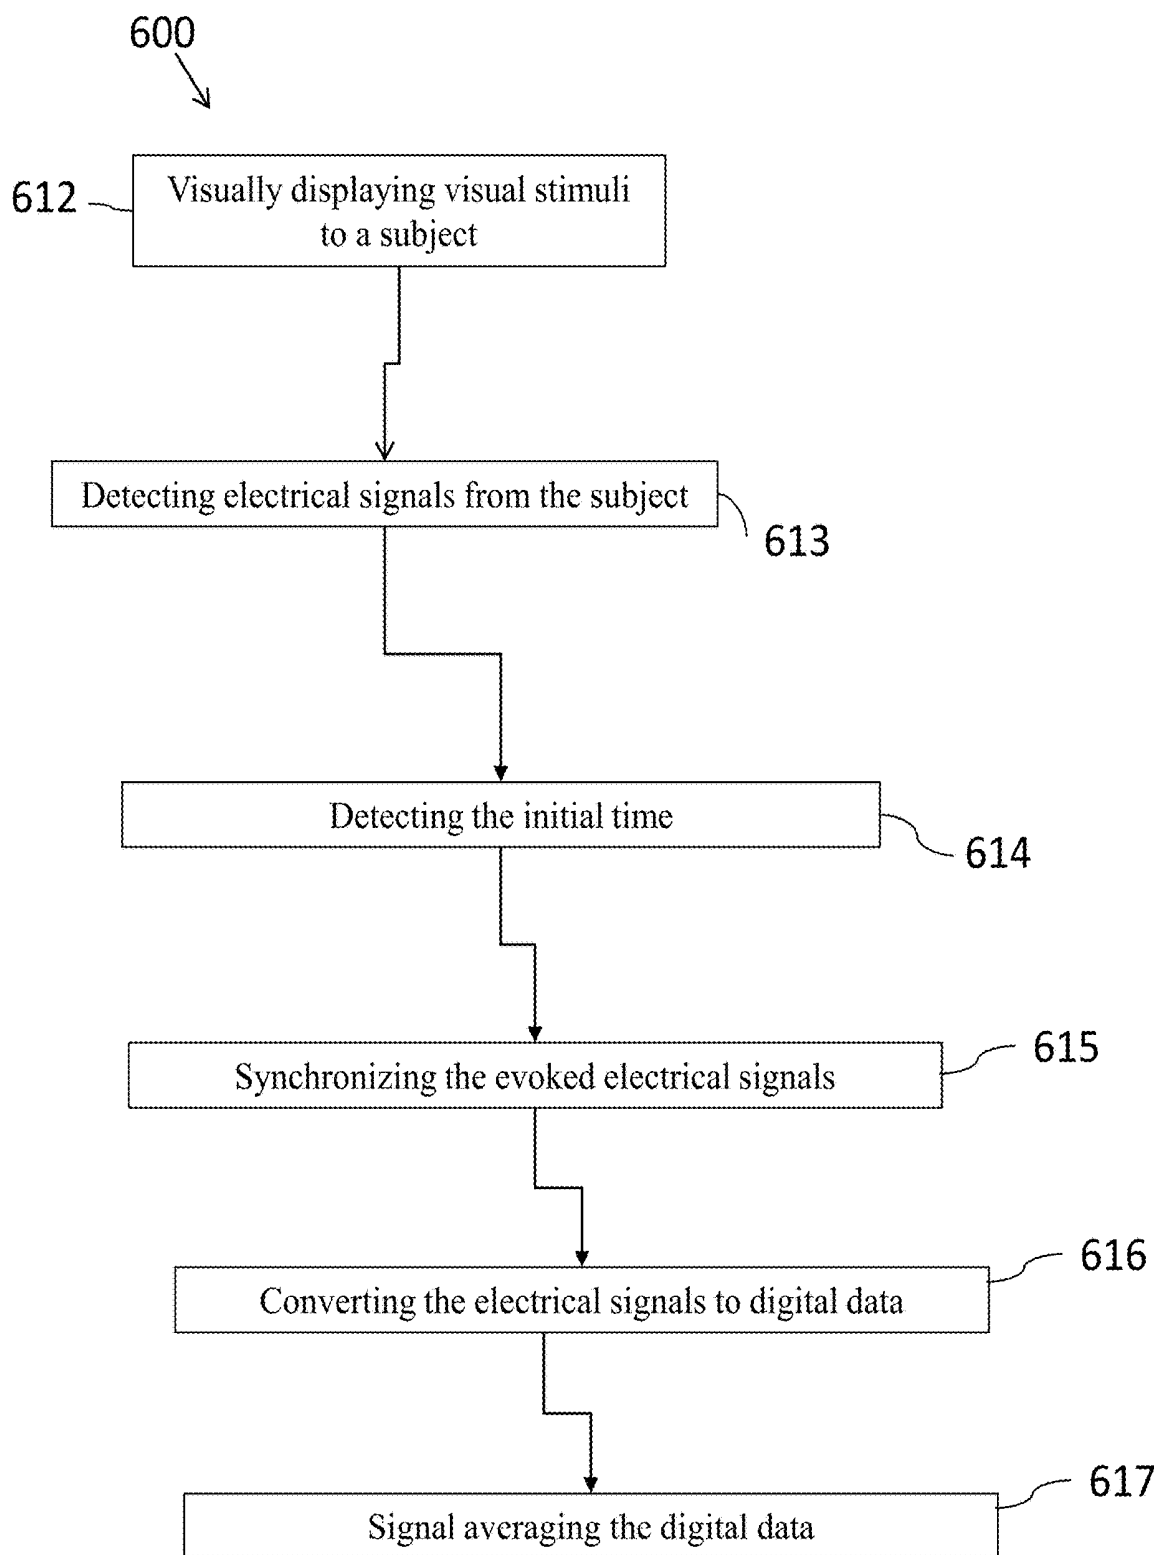 600
612
Visually displaying visual stimuli
to a subject
Detecting electrical signals from the subject
613
Detecting the initial time
614
615
Synchronizing the evoked electrical signals
616
Converting the electrical signals to digital data
617
Signal averaging the digital data